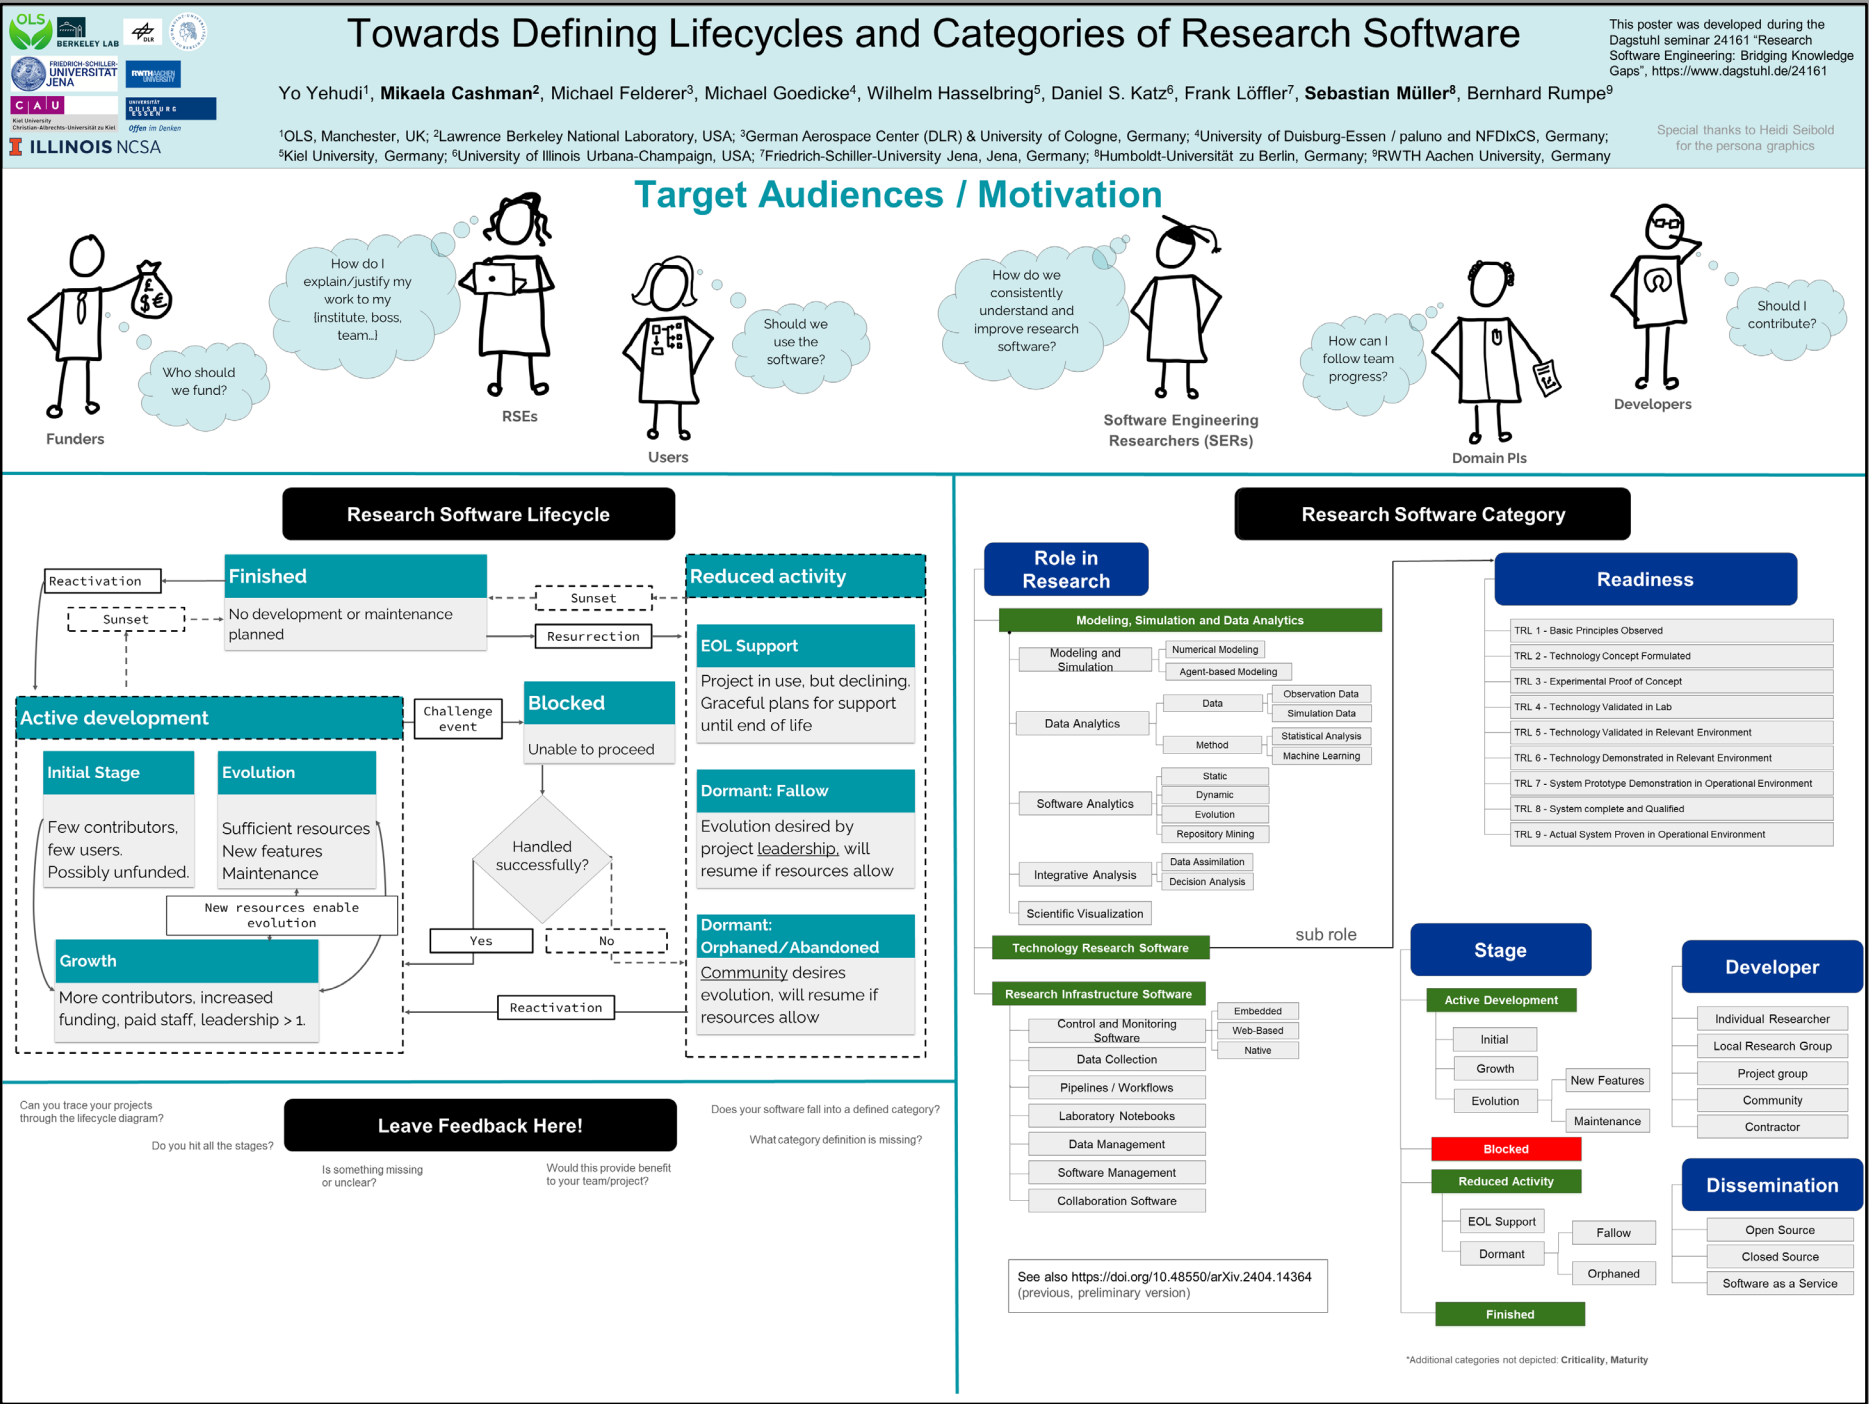 OLS
BERKELEY LAB
DLR
FRIEDRICH-SCHILLER-
UNIVERSITÄT
JENA
RWTHAACHEN
UNIVERSITY
C A U
Kiel University
Christian-Albrechts-Universität zu Kiel
UNIVERSITÄT
DUISBURG
ESSEN
Offen im Denken
ILLINOIS NCSA
Towards Defining Lifecycles and Categories of Research Software
Yo Yehudi¹, Mikaela Cashman², Michael Felderer³, Michael Goedicke⁴, Wilhelm Hasselbring⁵, Daniel S. Katz⁶, Frank Löffler⁷, Sebastian Müller⁸, Bernhard Rumpe⁹
¹OLS, Manchester, UK; ²Lawrence Berkeley National Laboratory, USA; ³German Aerospace Center (DLR) & University of Cologne, Germany; ⁴University of Duisburg-Essen / paluno and NFDIxCS, Germany;
⁵Kiel University, Germany; ⁶University of Illinois Urbana-Champaign, USA; ⁷Friedrich-Schiller-University Jena, Jena, Germany; ⁸Humboldt-Universität zu Berlin, Germany; ⁹RWTH Aachen University, Germany
This poster was developed during the
Dagstuhl seminar 24161 “Research
Software Engineering: Bridging Knowledge
Gaps”, https://www.dagstuhl.de/24161
Special thanks to Heidi Seibold
for the persona graphics
Target Audiences / Motivation
£
$€
Who should
we fund?
Funders
How do I
explain/justify my
work to my
[institute, boss,
team…]
RSEs
Should we
use the
software?
Users
How do we
consistently
understand and
improve research
software?
Software Engineering
Researchers (SERs)
How can I
follow team
progress?
Domain PIs
Should I
contribute?
Developers
Research Software Lifecycle
Reactivation
Finished
No development or maintenance
planned
Sunset
Sunset
Resurrection
Reduced activity
EOL Support
Project in use, but declining.
Graceful plans for support
until end of life
Dormant: Fallow
Evolution desired by
project leadership, will
resume if resources allow
Dormant:
Orphaned/Abandoned
Community desires
evolution, will resume if
resources allow
Active development
Initial Stage
Few contributors,
few users.
Possibly unfunded.
Evolution
Sufficient resources
New features
Maintenance
New resources enable
evolution
Growth
More contributors, increased
funding, paid staff, leadership > 1.
Challenge
event
Blocked
Unable to proceed
Handled
successfully?
Yes
No
Reactivation
Can you trace your projects
through the lifecycle diagram?
Do you hit all the stages?
Leave Feedback Here!
Is something missing
or unclear?
Would this provide benefit
to your team/project?
Does your software fall into a defined category?
What category definition is missing?
Research Software Category
Role in
Research
Modeling, Simulation and Data Analytics
Modeling and
Simulation
Numerical Modeling
Agent-based Modeling
Data Analytics
Data
Observation Data
Simulation Data
Method
Statistical Analysis
Machine Learning
Software Analytics
Static
Dynamic
Evolution
Repository Mining
Integrative Analysis
Data Assimilation
Decision Analysis
Scientific Visualization
Technology Research Software
sub role
Research Infrastructure Software
Control and Monitoring
Software
Embedded
Web-Based
Native
Data Collection
Pipelines / Workflows
Laboratory Notebooks
Data Management
Software Management
Collaboration Software
See also https://doi.org/10.48550/arXiv.2404.14364
(previous, preliminary version)
Readiness
TRL 1 - Basic Principles Observed
TRL 2 - Technology Concept Formulated
TRL 3 - Experimental Proof of Concept
TRL 4 - Technology Validated in Lab
TRL 5 - Technology Validated in Relevant Environment
TRL 6 - Technology Demonstrated in Relevant Environment
TRL 7 - System Prototype Demonstration in Operational Environment
TRL 8 - System complete and Qualified
TRL 9 - Actual System Proven in Operational Environment
Stage
Active Development
Initial
Growth
Evolution
New Features
Maintenance
Blocked
Reduced Activity
EOL Support
Dormant
Fallow
Orphaned
Finished
Developer
Individual Researcher
Local Research Group
Project group
Community
Contractor
Dissemination
Open Source
Closed Source
Software as a Service
*Additional categories not depicted: Criticality, Maturity